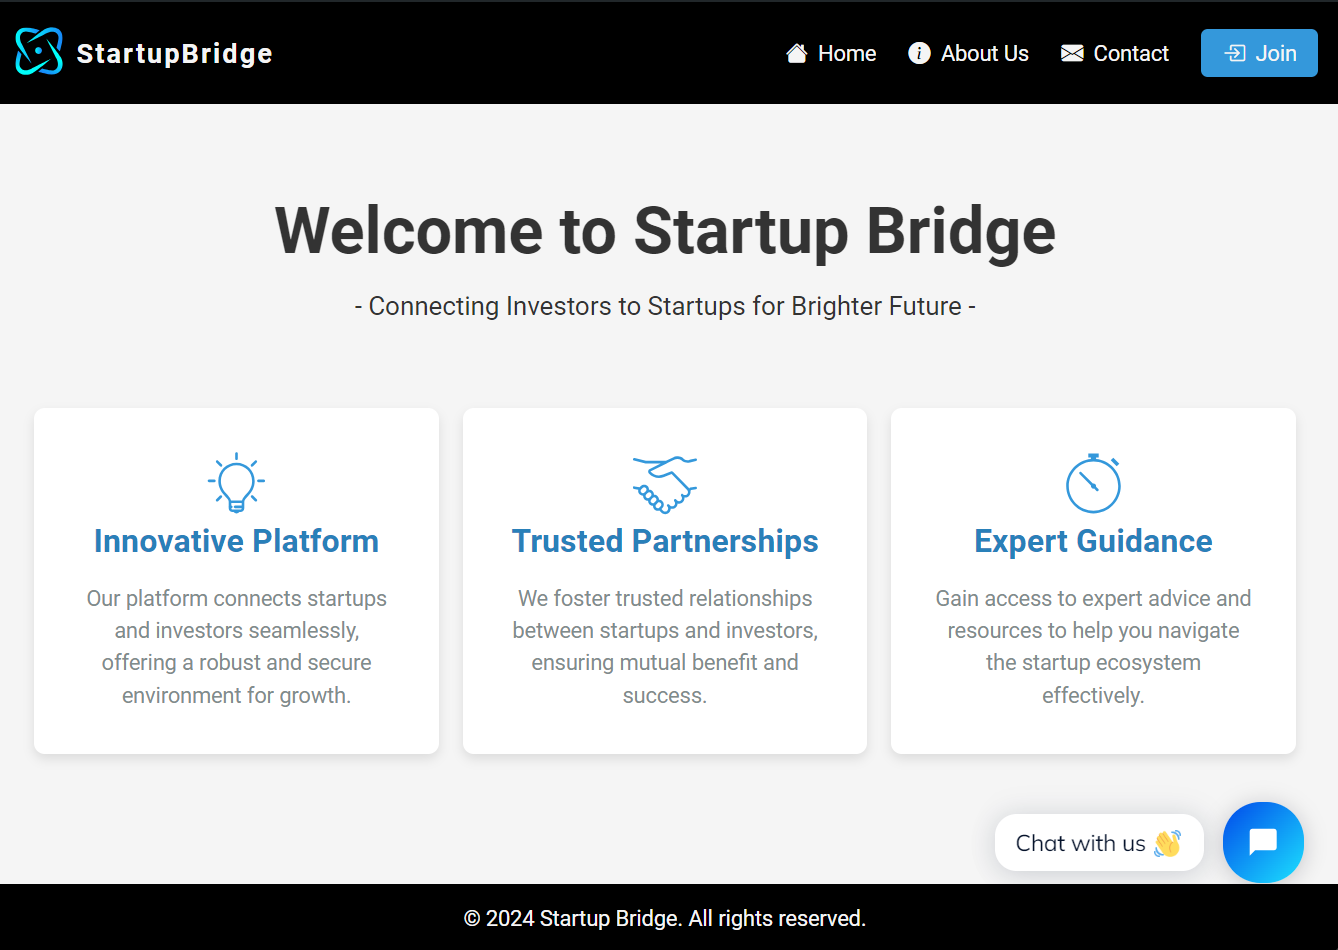 StartupBridge
Home
About Us
Contact
Join
Welcome to Startup Bridge
- Connecting Investors to Startups for Brighter Future -
Innovative Platform
Our platform connects startups
and investors seamlessly,
offering a robust and secure
environment for growth.
Trusted Partnerships
We foster trusted relationships
between startups and investors,
ensuring mutual benefit and
success.
Expert Guidance
Gain access to expert advice and
resources to help you navigate
the startup ecosystem
effectively.
Chat with us 👋
© 2024 Startup Bridge. All rights reserved.